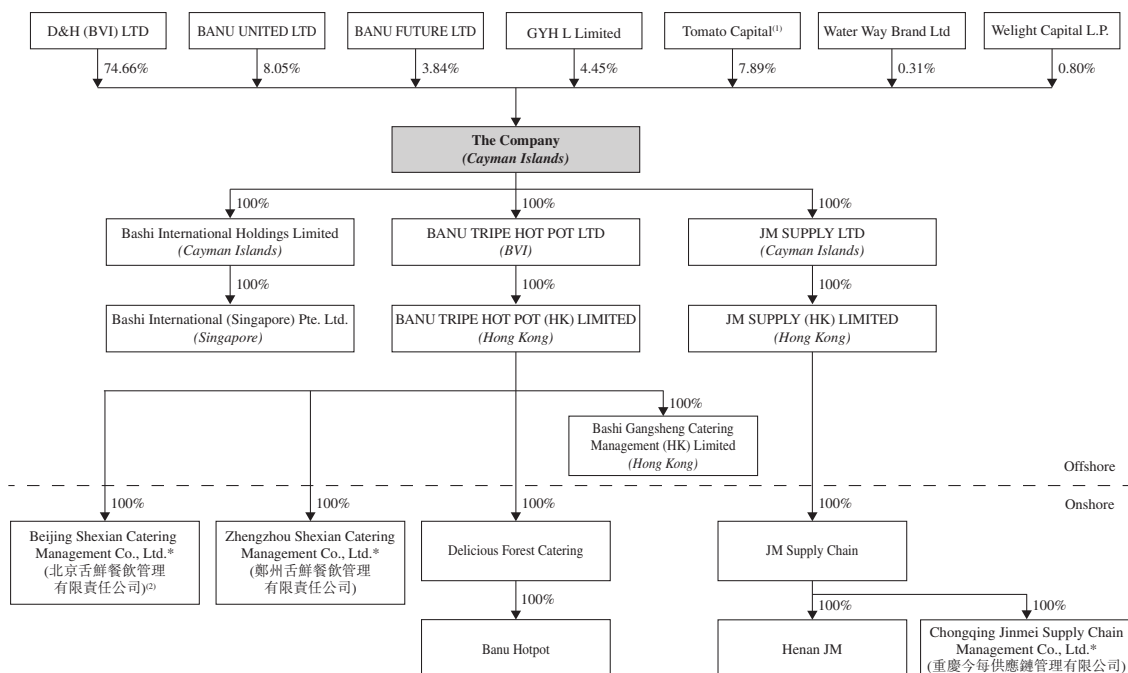 D&H (BVI) LTD
BANU UNITED LTD
BANU FUTURE LTD
GYH L Limited
Tomato Capital(1)
Water Way Brand Ltd
Welight Capital L.P.
74.66%
8.05%
3.84%
4.45%
7.89%
0.31%
0.80%
The Company
(Cayman Islands)
100%
100%
100%
Bashi International Holdings Limited
(Cayman Islands)
BANU TRIPE HOT POT LTD
(BVI)
JM SUPPLY LTD
(Cayman Islands)
100%
100%
100%
Bashi International (Singapore) Pte. Ltd.
(Singapore)
BANU TRIPE HOT POT (HK) LIMITED
(Hong Kong)
JM SUPPLY (HK) LIMITED
(Hong Kong)
100%
Bashi Gangsheng Catering
Management (HK) Limited
(Hong Kong)
Offshore
Onshore
100%
100%
100%
100%
Beijing Shexian Catering
Management Co., Ltd.*
(北京舌鮮餐飲管理
有限責任公司)(2)
Zhengzhou Shexian Catering
Management Co., Ltd.*
(鄭州舌鮮餐飲管理
有限責任公司)
Delicious Forest Catering
JM Supply Chain
100%
100%
100%
Banu Hotpot
Henan JM
Chongqing Jinmei Supply Chain
Management Co., Ltd.*
(重慶今每供應鏈管理有限公司)